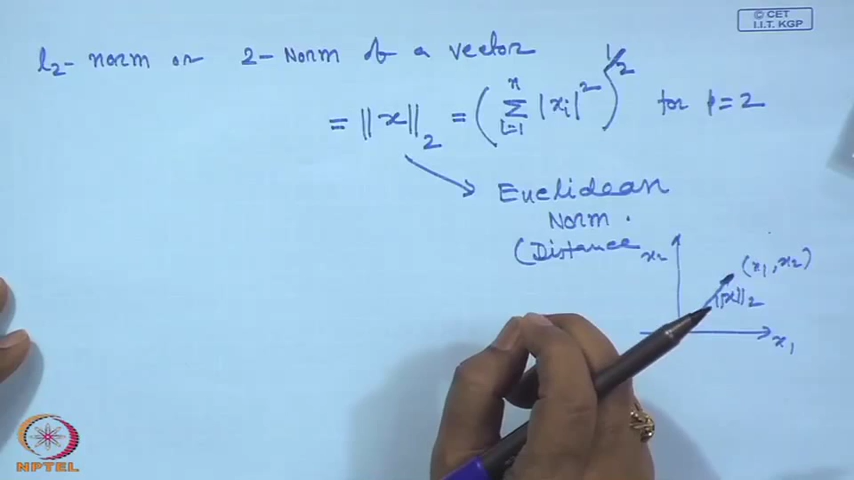 © CET
I.I.T. KGP
l₂- norm or 2-Norm of a vector
= ||x||₂ = (∑ᵢ₌₁ⁿ |xᵢ|²)^{1/2} for p=2
Euclidean
Norm.
(Distance
x₂
(x₁, x₂)
||x||₂
x₁
NPTEL